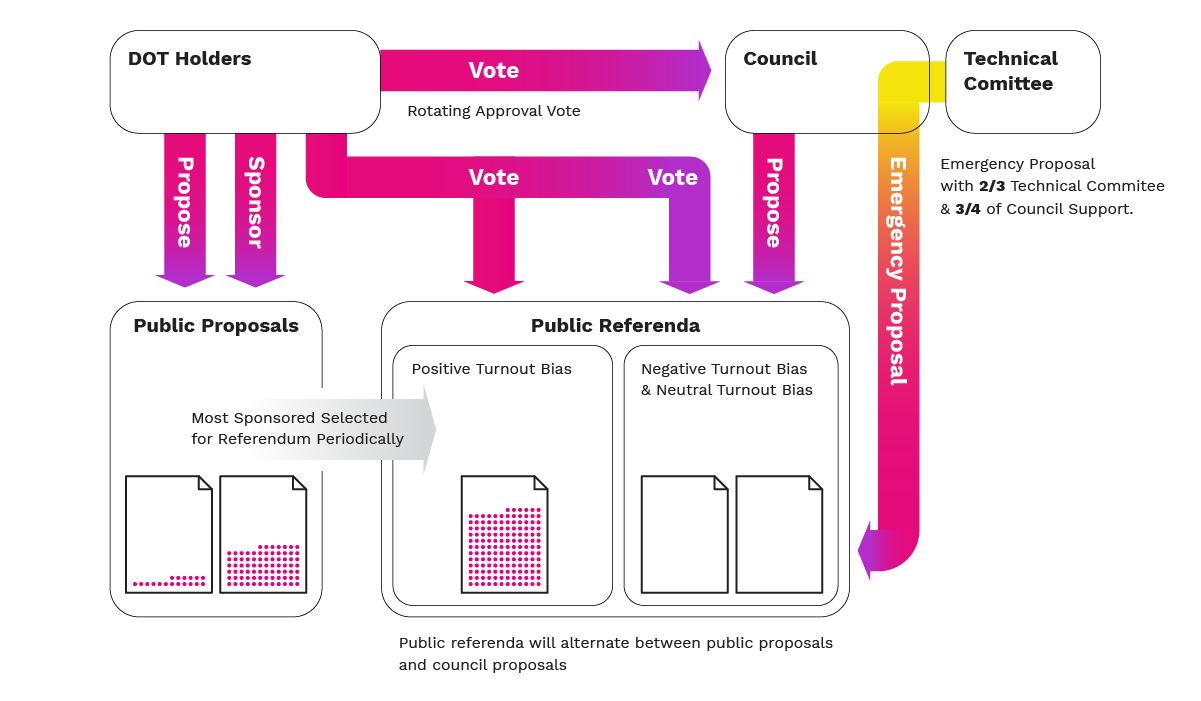 DOT Holders
Vote
Rotating Approval Vote
Council
Technical
Comittee
Propose
Sponsor
Vote
Vote
Propose
Emergency Proposal
Emergency Proposal
with 2/3 Technical Commitee
& 3/4 of Council Support.
Public Proposals
Public Referenda
Positive Turnout Bias
Negative Turnout Bias
& Neutral Turnout Bias
Most Sponsored Selected
for Referendum Periodically
Public referenda will alternate between public proposals
and council proposals